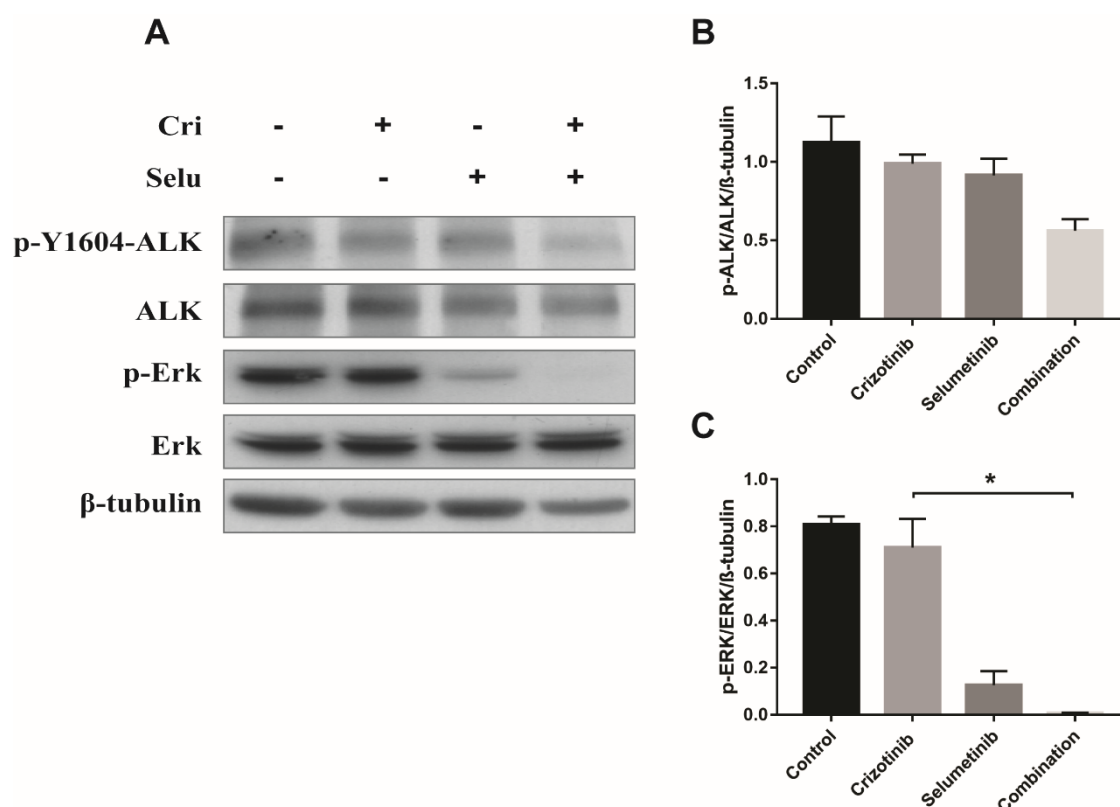 A
Cri - + - +
Selu - - + +
p-Y1604-ALK
ALK
p-Erk
Erk
β-tubulin
B
p-ALK/ALK/ß-tubulin
1.5
1.0
0.5
0.0
Control
Crizotinib
Selumetinib
Combination
C
p-ERK/ERK/ß-tubulin
*
0.8
0.6
0.4
0.2
0.0
Control
Crizotinib
Selumetinib
Combination